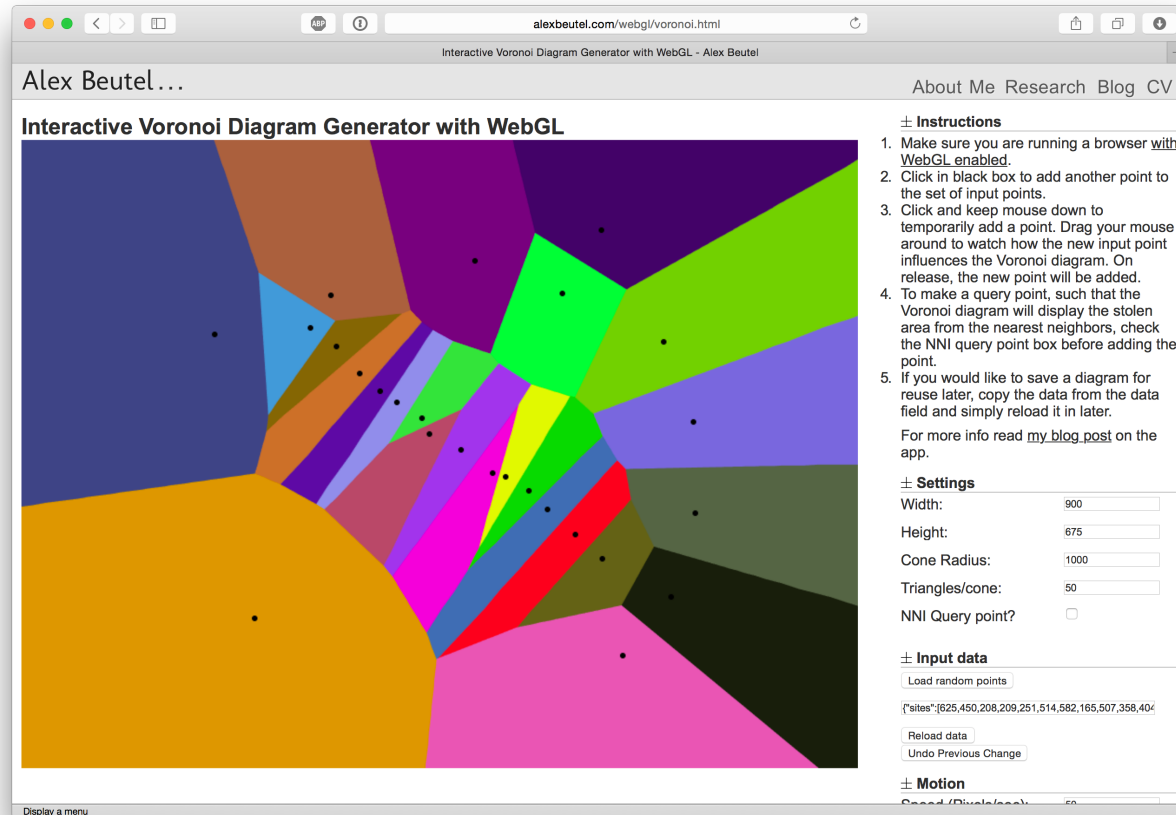 ABP
alexbeutel.com/webgl/voronoi.html
Interactive Voronoi Diagram Generator with WebGL - Alex Beutel
Alex Beutel...
About Me Research Blog CV
Interactive Voronoi Diagram Generator with WebGL
± Instructions
1. Make sure you are running a browser with
WebGL enabled.
2. Click in black box to add another point to
the set of input points.
3. Click and keep mouse down to
temporarily add a point. Drag your mouse
around to watch how the new input point
influences the Voronoi diagram. On
release, the new point will be added.
4. To make a query point, such that the
Voronoi diagram will display the stolen
area from the nearest neighbors, check
the NNI query point box before adding the
point.
5. If you would like to save a diagram for
reuse later, copy the data from the data
field and simply reload it in later.
For more info read my blog post on the
app.
± Settings
Width: 900
Height: 675
Cone Radius: 1000
Triangles/cone: 50
NNI Query point?
± Input data
Load random points
{"sites":[625,450,208,209,251,514,582,165,507,358,404
Reload data
Undo Previous Change
± Motion
Speed (Pixels/sec): 50
Display a menu